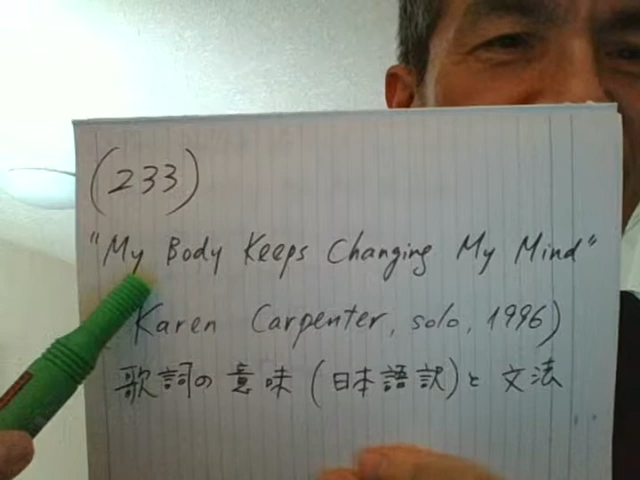 (233)
"My Body Keeps Changing My Mind"
Karen Carpenter, solo, 1996)
歌詞の意味 (日本語訳)と文法